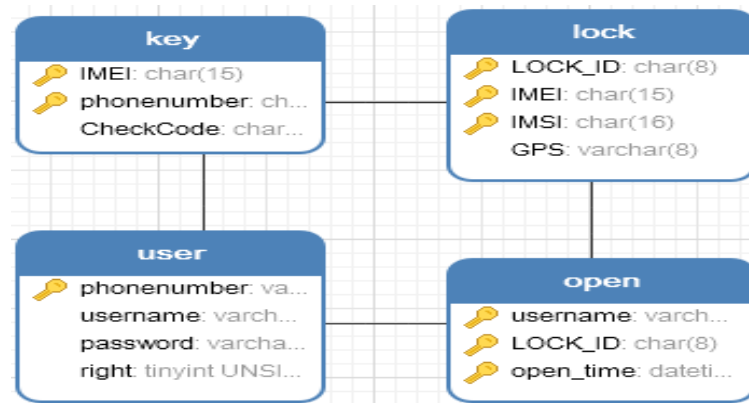 key
IMEI: char(15)
phonenumber: ch...
CheckCode: char...
lock
LOCK_ID: char(8)
IMEI: char(15)
IMSI: char(16)
GPS: varchar(8)
user
phonenumber: va...
username: varch...
password: varcha...
right: tinyint UNSI...
open
username: varch...
LOCK_ID: char(8)
open_time: dateti...